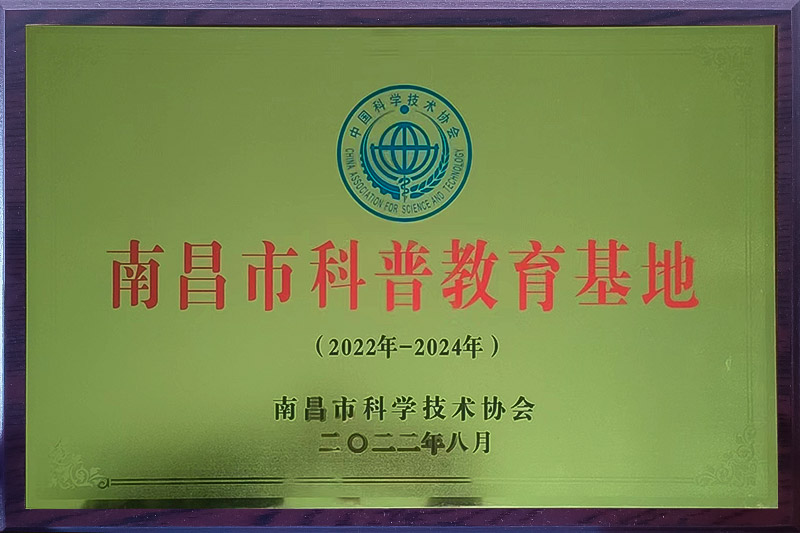 中国科学技术协会
CHINA ASSOCIATION FOR SCIENCE AND TECHNOLOGY
南昌市科普教育基地
（2022年-2024年）
南昌市科学技术协会
二〇二二年八月